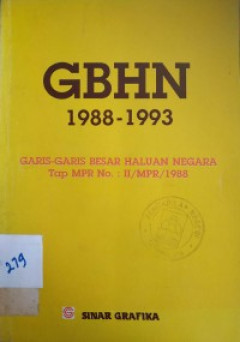 GBHN
1988-1993
GARIS-GARIS BESAR HALUAN NEGARA
Tap MPR No. : II/MPR/1988
279
SINAR GRAFIKA